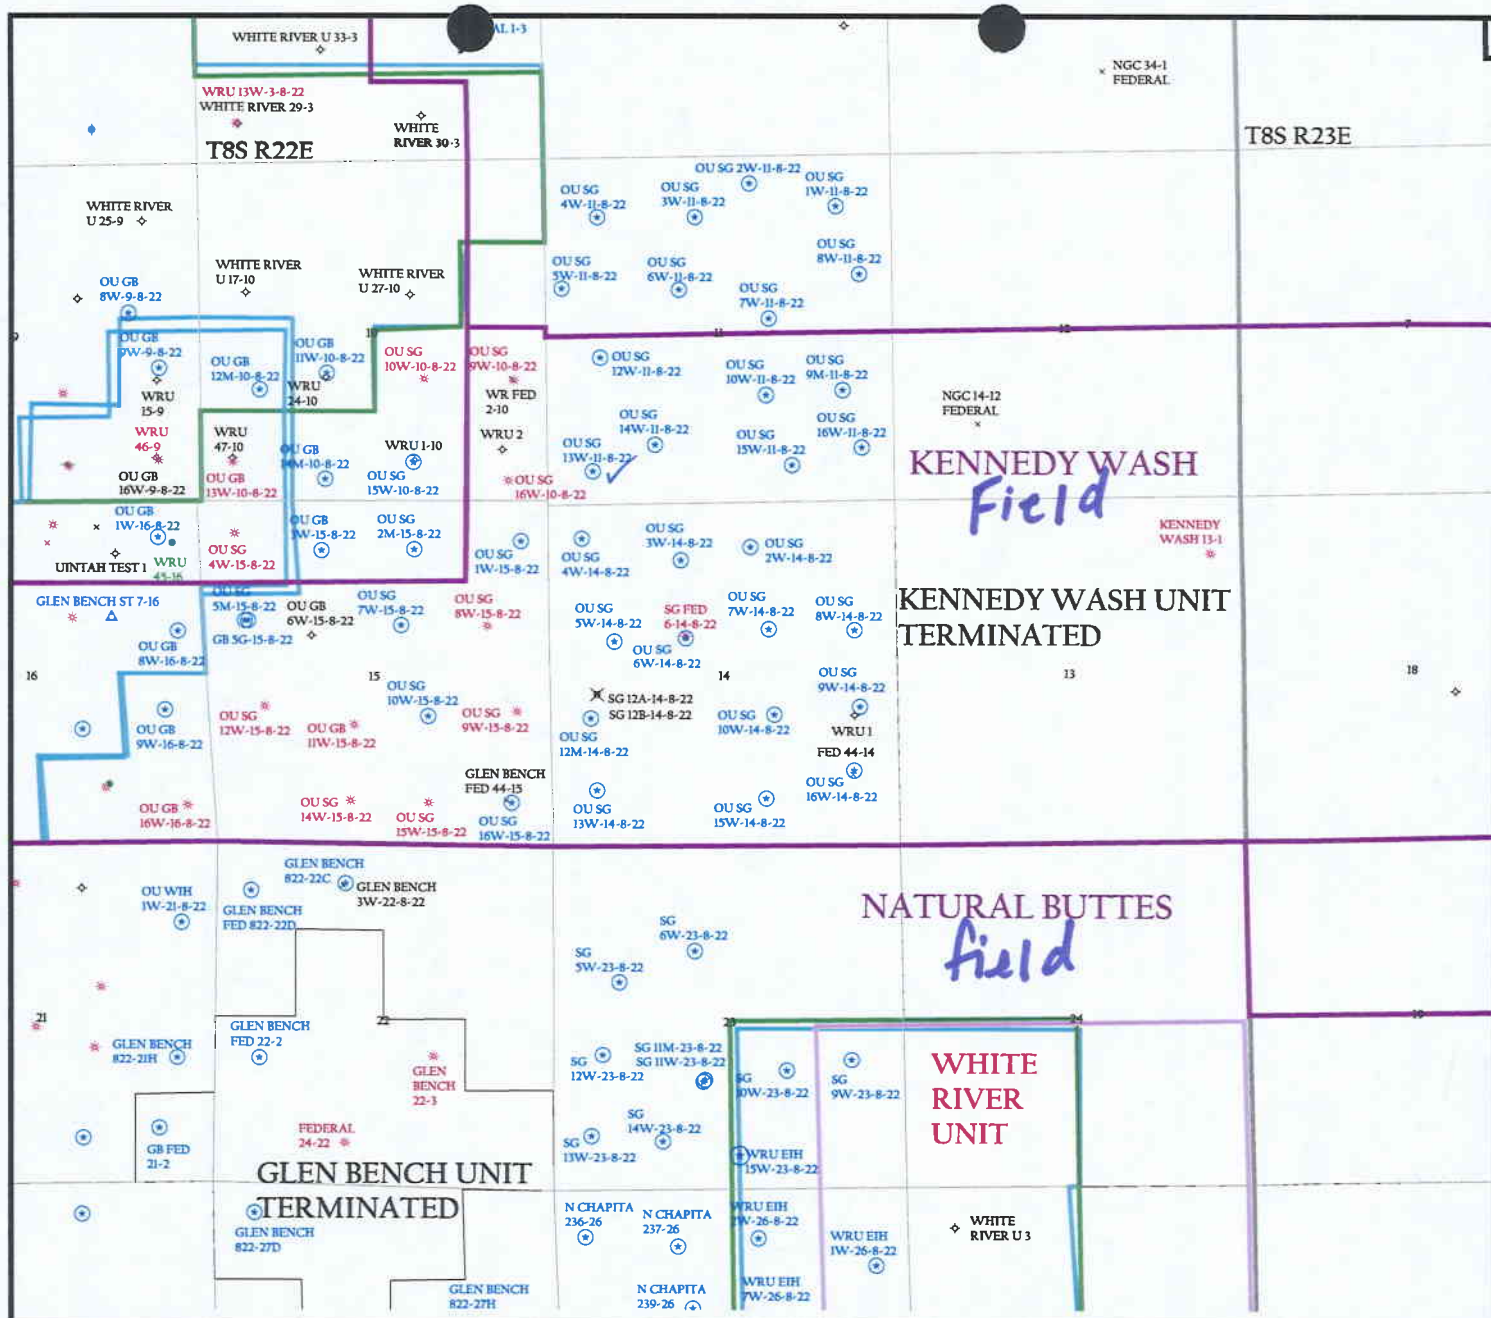 WHITE RIVER U 33-3
AL 1-3
NGC 34-1
FEDERAL
WRU 13W-3-8-22
WHITE RIVER 29-3
WHITE
RIVER 30-3
T8S R22E
T8S R23E
OU SG 2W-11-8-22
OU SG
4W-11-8-22
OU SG
3W-11-8-22
OU SG
1W-11-8-22
WHITE RIVER
U 25-9
WHITE RIVER
U 17-10
WHITE RIVER
U 27-10
OU SG
5W-11-8-22
OU SG
6W-11-8-22
OU SG
8W-11-8-22
OU SG
7W-11-8-22
OU GB
8W-9-8-22
9
10
11
12
7
OU GB
9W-9-8-22
OU GB
12M-10-8-22
OU GB
11W-10-8-22
OU SG
10W-10-8-22
OU SG
9W-10-8-22
OU SG
12W-11-8-22
OU SG
10W-11-8-22
OU SG
9M-11-8-22
WRU
15-9
WRU
24-10
WR FED
2-10
NGC 14-12
FEDERAL
WRU
46-9
WRU
47-10
WRU 1-10
WRU 2
OU SG
14W-11-8-22
OU SG
16W-11-8-22
OU SG
15W-11-8-22
OU SG
13W-11-8-22
OU GB
16W-9-8-22
OU GB
13W-10-8-22
OU GB
14M-10-8-22
OU SG
15W-10-8-22
OU SG
16W-10-8-22
KENNEDY WASH
Field
OU GB
1W-16-8-22
UINTAH TEST 1
WRU
45-16
OU SG
4W-15-8-22
OU GB
3W-15-8-22
OU SG
2M-15-8-22
OU SG
1W-15-8-22
OU SG
4W-14-8-22
OU SG
3W-14-8-22
OU SG
2W-14-8-22
KENNEDY
WASH 13-1
GLEN BENCH ST 7-16
OU SG
5M-15-8-22
GB 5G-15-8-22
OU GB
6W-15-8-22
OU SG
7W-15-8-22
OU SG
8W-15-8-22
OU SG
5W-14-8-22
SG FED
6-14-8-22
OU SG
6W-14-8-22
OU SG
7W-14-8-22
OU SG
8W-14-8-22
KENNEDY WASH UNIT
TERMINATED
OU GB
8W-16-8-22
16
15
14
13
18
OU GB
9W-16-8-22
OU SG
12W-15-8-22
OU GB
11W-15-8-22
OU SG
10W-15-8-22
OU SG
9W-15-8-22
SG 12A-14-8-22
SG 12B-14-8-22
OU SG
12M-14-8-22
OU SG
10W-14-8-22
OU SG
9W-14-8-22
WRU 1
FED 44-14
OU SG
16W-14-8-22
OU GB
16W-16-8-22
OU SG
14W-15-8-22
OU SG
15W-15-8-22
GLEN BENCH
FED 44-15
OU SG
16W-15-8-22
OU SG
13W-14-8-22
OU SG
15W-14-8-22
GLEN BENCH
822-22C
GLEN BENCH
3W-22-8-22
OU WIH
1W-21-8-22
GLEN BENCH
FED 822-22D
NATURAL BUTTES
field
SG
6W-23-8-22
SG
5W-23-8-22
21
22
23
24
19
GLEN BENCH
822-21H
GLEN BENCH
FED 22-2
GLEN
BENCH
22-3
SG
12W-23-8-22
SG 11M-23-8-22
SG 11W-23-8-22
SG
10W-23-8-22
SG
9W-23-8-22
WHITE
RIVER
UNIT
GB FED
21-2
FEDERAL
24-22
SG
14W-23-8-22
SG
13W-23-8-22
WRU EIH
15W-23-8-22
GLEN BENCH UNIT
TERMINATED
GLEN BENCH
822-27D
N CHAPITA
236-26
N CHAPITA
237-26
WRU EIH
2W-26-8-22
WRU EIH
1W-26-8-22
WHITE
RIVER U 3
GLEN BENCH
822-27H
N CHAPITA
239-26
WRU EIH
7W-26-8-22